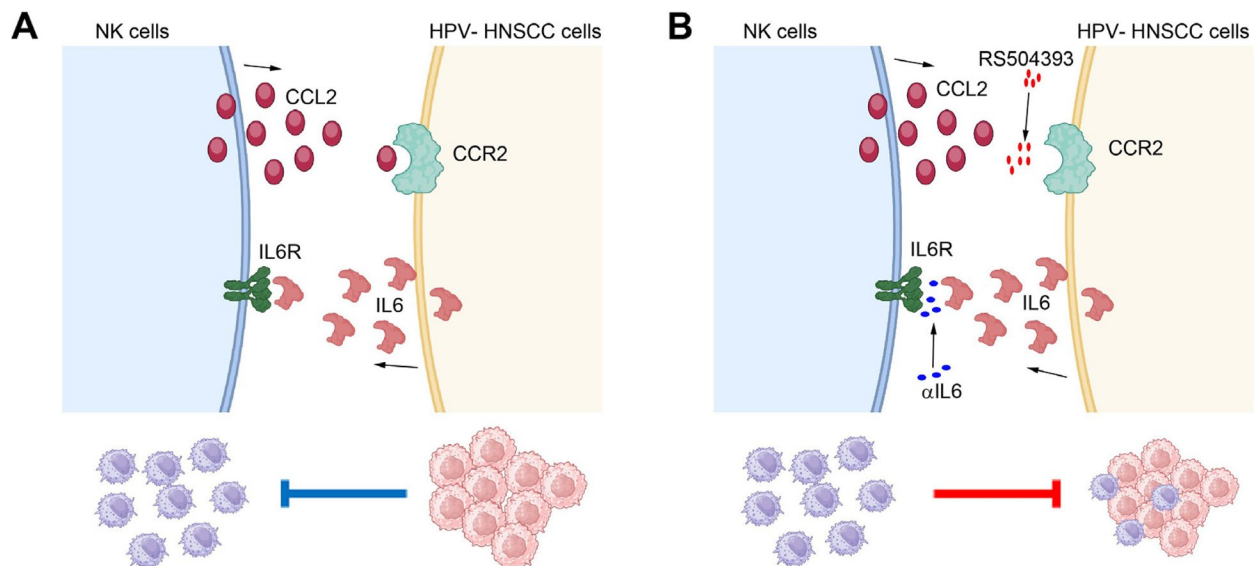 A
NK cells
HPV- HNSCC cells
CCL2
CCR2
IL6R
IL6
B
NK cells
HPV- HNSCC cells
RS504393
CCL2
CCR2
IL6R
IL6
αIL6